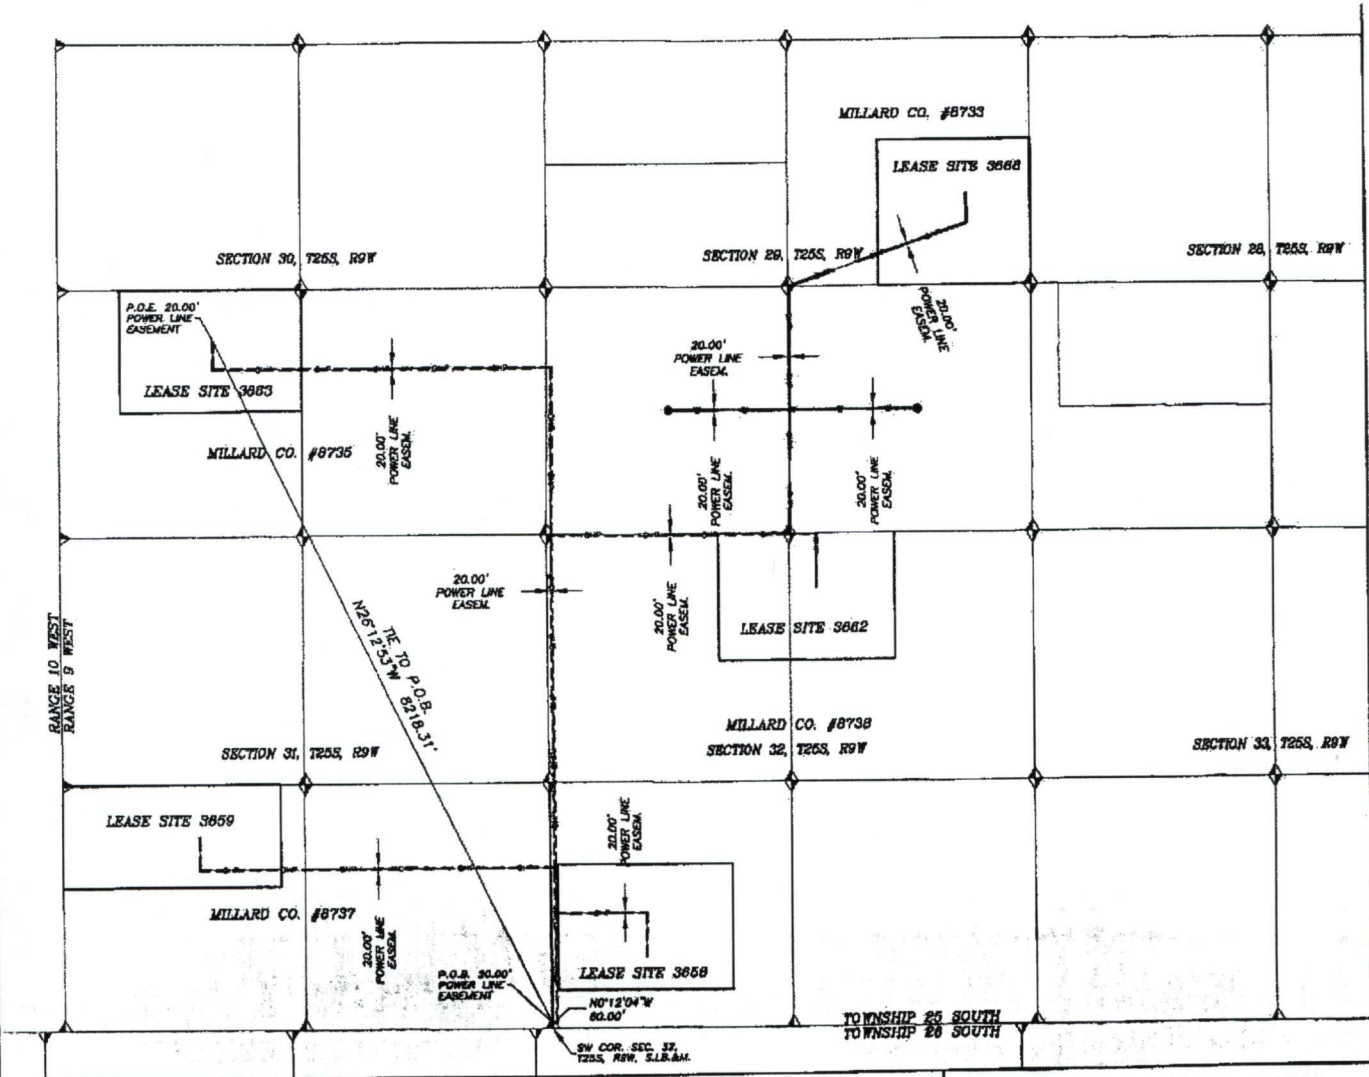 MILLARD CO. #8733
LEASE SITE 3668
SECTION 30, T25S, R9W
SECTION 29, T25S, R9W
SECTION 28, T25S, R9W
P.O.E. 20.00'
POWER LINE
EASEMENT
LEASE SITE 3663
MILLARD CO. #8735
20.00'
POWER LINE
EASEM.
20.00'
POWER LINE
EASEM.
20.00'
POWER LINE
EASEM.
20.00'
POWER LINE
EASEM.
20.00'
POWER LINE
EASEM.
20.00'
POWER LINE
EASEM.
20.00'
POWER LINE
EASEM.
LEASE SITE 3662
RANGE 10 WEST
RANGE 9 WEST
TIE TO P.O.B.
N26°12'53"W 8218.31'
MILLARD CO. #8738
SECTION 31, T25S, R9W
SECTION 32, T25S, R9W
SECTION 33, T25S, R9W
LEASE SITE 3659
20.00'
POWER LINE
EASEM.
MILLARD CO. #8737
20.00'
POWER LINE
EASEM.
P.O.B. 20.00'
POWER LINE
EASEMENT
LEASE SITE 3658
N0°12'04"W
60.00'
TOWNSHIP 25 SOUTH
TOWNSHIP 26 SOUTH
SW COR. SEC. 32,
T25S, R9W, S.L.B.&M.